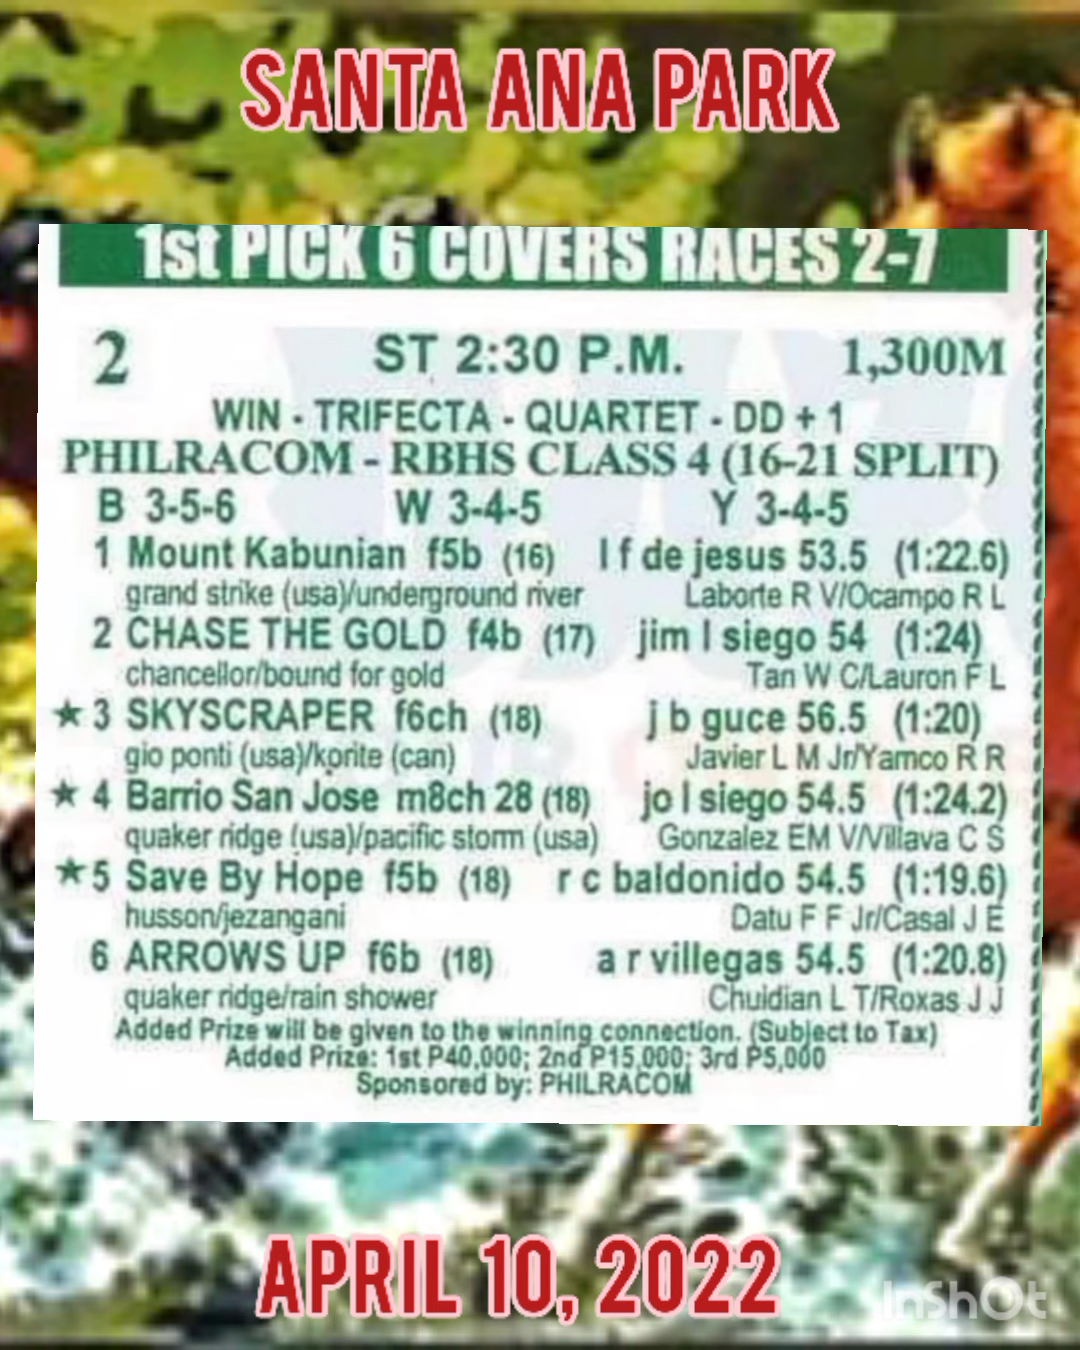 SANTA ANA PARK
1st PICK 6 COVERS RACES 2-7
2 ST 2:30 P.M. 1,300M
WIN - TRIFECTA - QUARTET - DD + 1
PHILRACOM - RBHS CLASS 4 (16-21 SPLIT)
B 3-5-6 W 3-4-5 Y 3-4-5
1 Mount Kabunian f5b (16) l f de jesus 53.5 (1:22.6)
grand strike (usa)/underground river Laborte R V/Ocampo R L
2 CHASE THE GOLD f4b (17) jim l siego 54 (1:24)
chancellor/bound for gold Tan W C/Lauron F L
★ 3 SKYSCRAPER f6ch (18) j b guce 56.5 (1:20)
gio ponti (usa)/korite (can) Javier L M Jr/Yamco R R
★ 4 Barrio San Jose m8ch 28 (18) jo l siego 54.5 (1:24.2)
quaker ridge (usa)/pacific storm (usa) Gonzalez EM V/Villava C S
★ 5 Save By Hope f5b (18) r c baldonido 54.5 (1:19.6)
husson/jezangani Datu F F Jr/Casal J E
6 ARROWS UP f6b (18) a r villegas 54.5 (1:20.8)
quaker ridge/rain shower Chuidian L T/Roxas J J
Added Prize will be given to the winning connection. (Subject to Tax)
Added Prize: 1st P40,000; 2nd P15,000; 3rd P5,000
Sponsored by: PHILRACOM
APRIL 10, 2022
InShOt